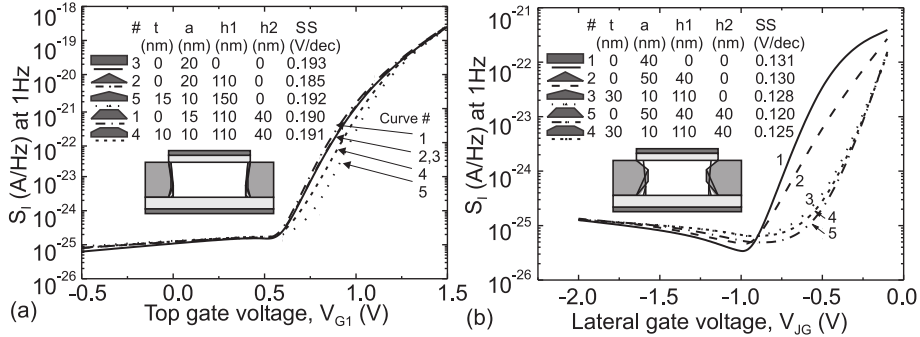 # t a h1 h2 SS
(nm) (nm) (nm) (nm) (V/dec)
3 0 20 0 0 0.193
2 0 20 110 0 0.185
5 15 10 150 0 0.192
1 0 15 110 40 0.190
4 10 10 110 40 0.191
Curve #
1
2,3
4
5
S_I (A/Hz) at 1Hz
10^-18
10^-19
10^-20
10^-21
10^-22
10^-23
10^-24
10^-25
10^-26
-0.5 0.0 0.5 1.0 1.5
(a) Top gate voltage, V_G1 (V)
# t a h1 h2 SS
(nm) (nm) (nm) (nm) (V/dec)
1 0 40 0 0 0.131
2 0 50 40 0 0.130
3 30 10 110 0 0.128
5 0 50 40 40 0.120
4 30 10 110 40 0.125
1
2
3
4
5
S_I (A/Hz) at 1Hz
10^-21
10^-22
10^-23
10^-24
10^-25
10^-26
-2.0 -1.5 -1.0 -0.5 0.0
(b) Lateral gate voltage, V_JG (V)